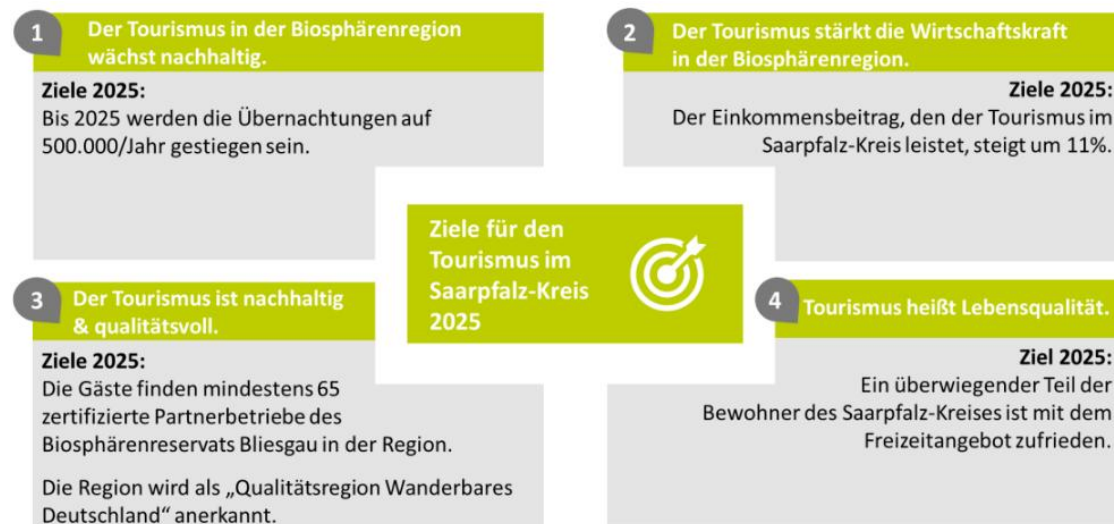 1
Der Tourismus in der Biosphärenregion
wächst nachhaltig.
Ziele 2025:
Bis 2025 werden die Übernachtungen auf
500.000/Jahr gestiegen sein.
2
Der Tourismus stärkt die Wirtschaftskraft
in der Biosphärenregion.
Ziele 2025:
Der Einkommensbeitrag, den der Tourismus im
Saarpfalz-Kreis leistet, steigt um 11%.
Ziele für den
Tourismus im
Saarpfalz-Kreis
2025
3
Der Tourismus ist nachhaltig
& qualitätsvoll.
Ziele 2025:
Die Gäste finden mindestens 65
zertifizierte Partnerbetriebe des
Biosphärenreservats Bliesgau in der Region.
Die Region wird als „Qualitätsregion Wanderbares
Deutschland“ anerkannt.
4
Tourismus heißt Lebensqualität.
Ziel 2025:
Ein überwiegender Teil der
Bewohner des Saarpfalz-Kreises ist mit dem
Freizeitangebot zufrieden.